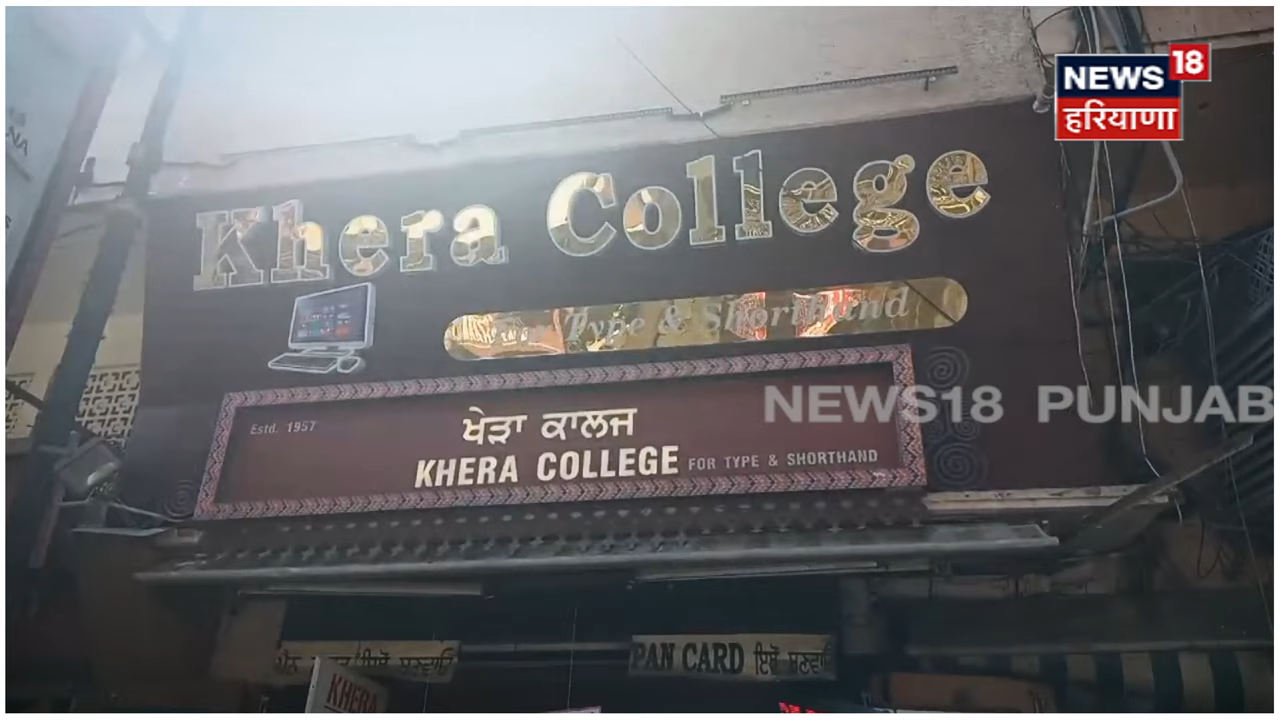 NEWS 18
हरियाणा
Khera College
Type & Shorthand
Estd. 1957
ਖੇੜਾ ਕਾਲਜ
KHERA COLLEGE FOR TYPE & SHORTHAND
NEWS18 PUNJAB
PAN CARD ਇਥੋਂ ਬਣਵਾਓ
KHERA